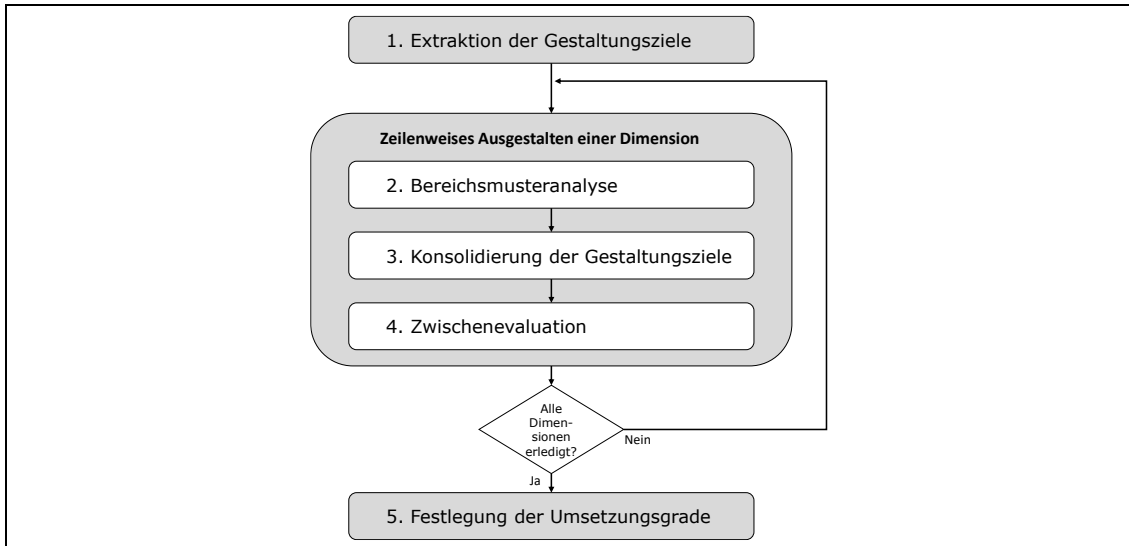 1. Extraktion der Gestaltungsziele
Zeilenweises Ausgestalten einer Dimension
2. Bereichsmusteranalyse
3. Konsolidierung der Gestaltungsziele
4. Zwischenevaluation
Alle
Dimen-
sionen
erledigt?
Nein
Ja
5. Festlegung der Umsetzungsgrade